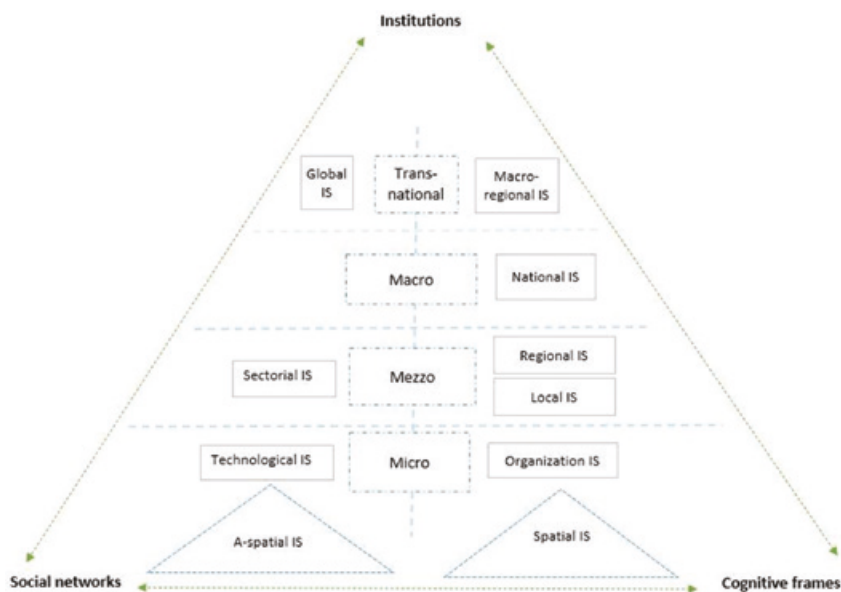 Institutions
Global
IS
Trans-
national
Macro-
regional IS
Macro
National IS
Sectorial IS
Mezzo
Regional IS
Local IS
Technological IS
Micro
Organization IS
A-spatial IS
Spatial IS
Social networks
Cognitive frames